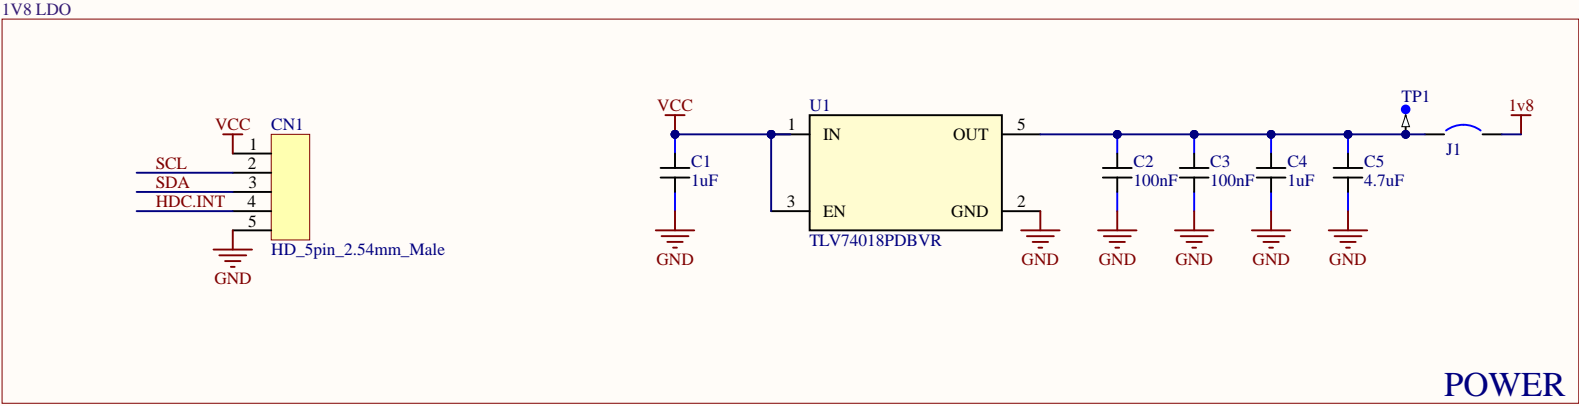 1V8 LDO
VCC
CN1
1
SCL
2
SDA
3
HDC.INT
4
5
HD_5pin_2.54mm_Male
GND
VCC
C1
1uF
GND
U1
1
IN
OUT
5
3
EN
GND
2
TLV74018PDBVR
GND
C2
100nF
GND
C3
100nF
GND
C4
1uF
GND
C5
4.7uF
GND
TP1
J1
1v8
POWER